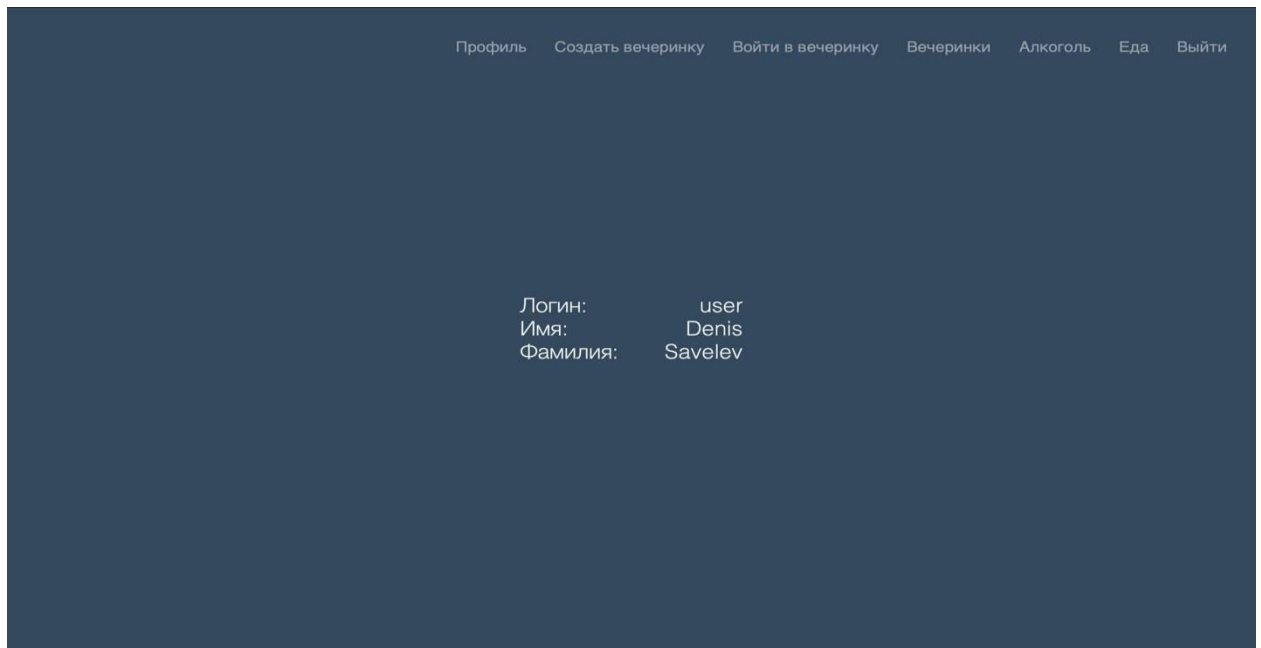 Профиль Создать вечеринку Войти в вечеринку Вечеринки Алкоголь Еда Выйти
Логин: user
Имя: Denis
Фамилия: Savelev